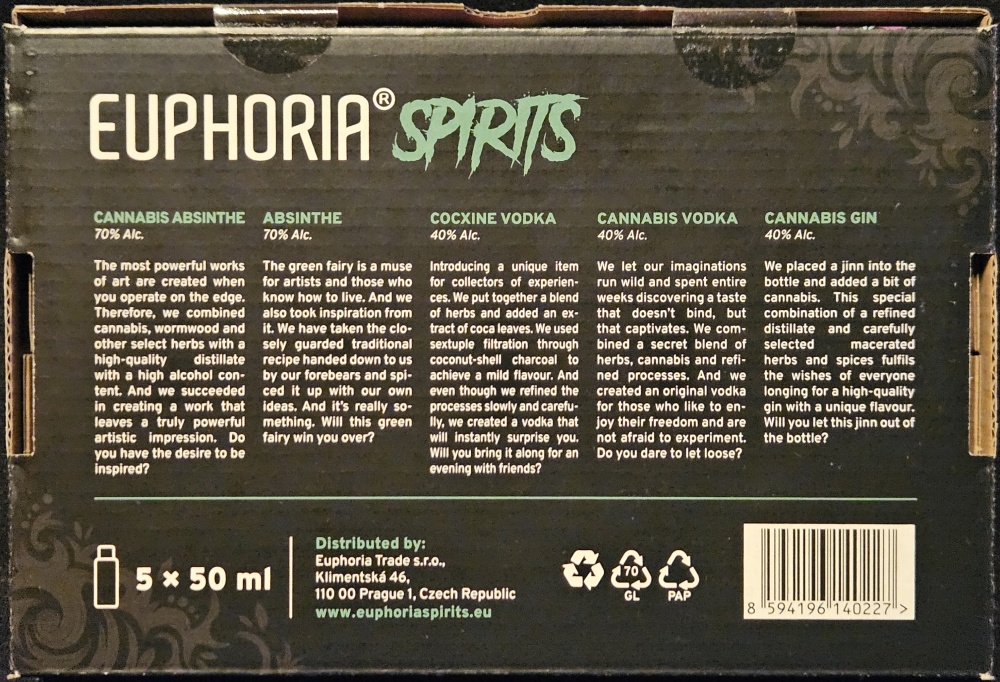 EUPHORIA® SPIRITS
CANNABIS ABSINTHE
70% Alc.
The most powerful works
of art are created when
you operate on the edge.
Therefore, we combined
cannabis, wormwood and
other select herbs with a
high-quality distillate
with a high alcohol con-
tent. And we succeeded
in creating a work that
leaves a truly powerful
artistic impression. Do
you have the desire to be
inspired?
ABSINTHE
70% Alc.
The green fairy is a muse
for artists and those who
know how to live. And we
also took inspiration from
it. We have taken the clo-
sely guarded traditional
recipe handed down to us
by our forebears and spi-
ced it up with our own
ideas. And it's really so-
mething. Will this green
fairy win you over?
COCXINE VODKA
40% Alc.
Introducing a unique item
for collectors of experien-
ces. We put together a blend
of herbs and added an ex-
tract of coca leaves. We used
sextuple filtration through
coconut-shell charcoal to
achieve a mild flavour. And
even though we refined the
processes slowly and carefu-
lly, we created a vodka that
will instantly surprise you.
Will you bring it along for an
evening with friends?
CANNABIS VODKA
40% Alc.
We let our imaginations
run wild and spent entire
weeks discovering a taste
that doesn't bind, but
that captivates. We com-
bined a secret blend of
herbs, cannabis and refi-
ned processes. And we
created an original vodka
for those who like to en-
joy their freedom and are
not afraid to experiment.
Do you dare to let loose?
CANNABIS GIN
40% Alc.
We placed a jinn into the
bottle and added a bit of
cannabis. This special
combination of a refined
distillate and carefully
selected macerated
herbs and spices fulfils
the wishes of everyone
longing for a high-quality
gin with a unique flavour.
Will you let this jinn out of
the bottle?
5 × 50 ml
Distributed by:
Euphoria Trade s.r.o.,
Klimentská 46,
110 00 Prague 1, Czech Republic
www.euphoriaspirits.eu
70
GL
PAP
8 594196 140227 >